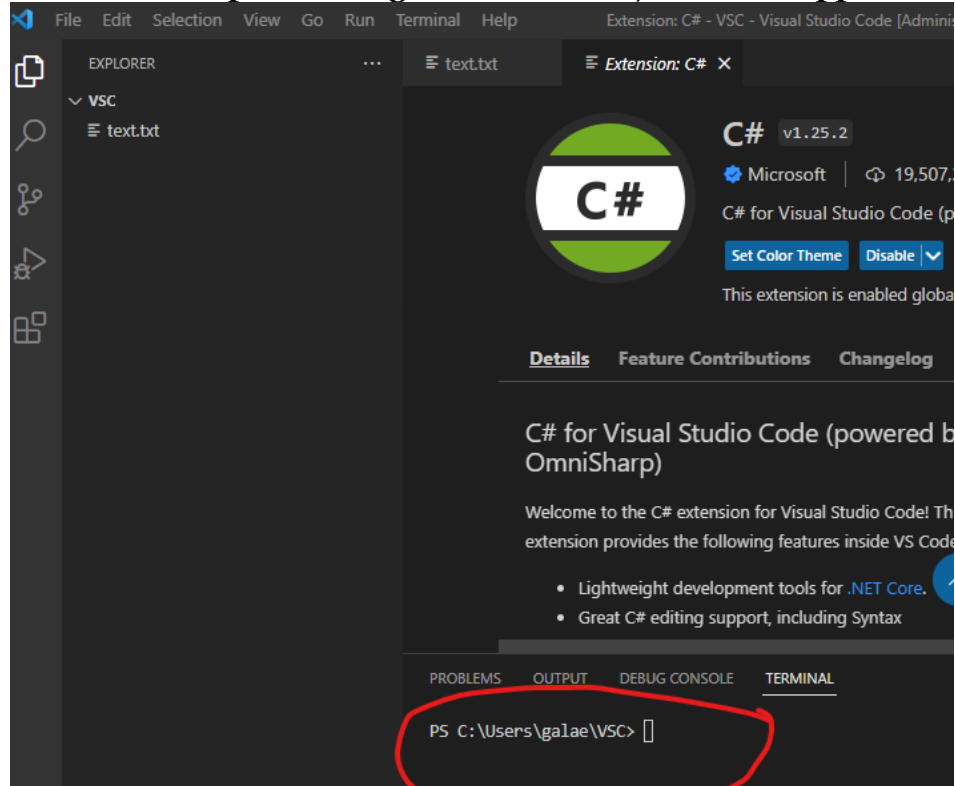 File Edit Selection View Go Run Terminal Help Extension: C# - VSC - Visual Studio Code [Adminis
EXPLORER ···
text.txt
Extension: C# ×
VSC
text.txt
C#
C# v1.25.2
Microsoft 19,507,
C# for Visual Studio Code (p
Set Color Theme Disable
This extension is enabled globa
Details Feature Contributions Changelog
C# for Visual Studio Code (powered b
OmniSharp)
Welcome to the C# extension for Visual Studio Code! Th
extension provides the following features inside VS Code
• Lightweight development tools for .NET Core.
• Great C# editing support, including Syntax
PROBLEMS OUTPUT DEBUG CONSOLE TERMINAL
PS C:\Users\galae\VSC>